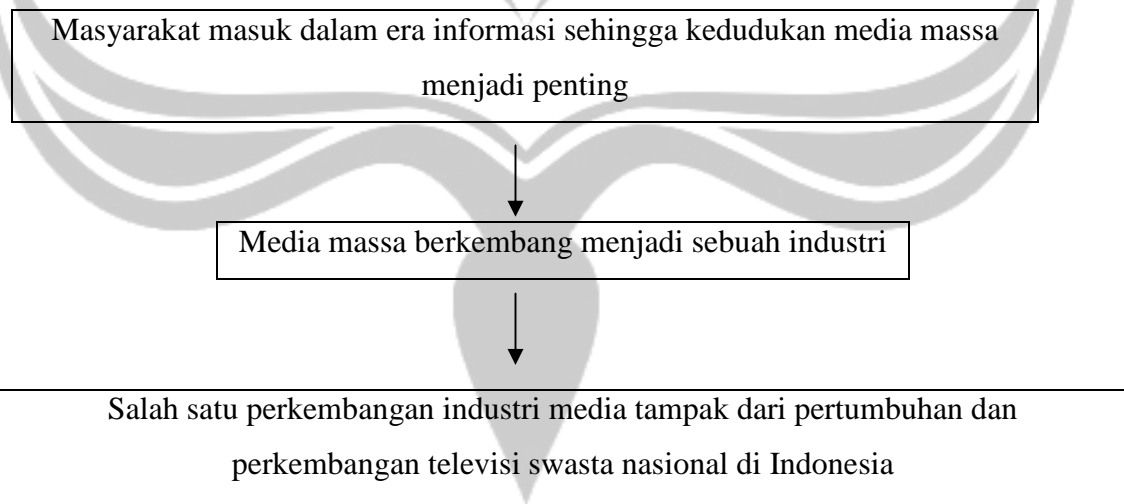 Masyarakat masuk dalam era informasi sehingga kedudukan media massa
menjadi penting
Media massa berkembang menjadi sebuah industri
Salah satu perkembangan industri media tampak dari pertumbuhan dan
perkembangan televisi swasta nasional di Indonesia